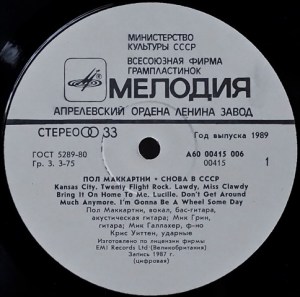 МИНИСТЕРСТВО
КУЛЬТУРЫ СССР
ВСЕСОЮЗНАЯ ФИРМА
ГРАМПЛАСТИНОК
МЕЛОДИЯ
АПРЕЛЕВСКИЙ ОРДЕНА ЛЕНИНА ЗАВОД
СТЕРЕО 33
Год выпуска 1989
ГОСТ 5289-80
А60 00415 006
Гр. 3. 3-75
00415
1
ПОЛ МАККАРТНИ • СНОВА В СССР
Kansas City. Twenty Flight Rock. Lawdy, Miss Clawdy
Bring It On Home To Me. Lucille. Don't Get Around
Much Anymore. I'm Gonna Be A Wheel Some Day
Пол Маккартни, вокал, бас-гитара,
акустическая гитара; Мик Грин,
гитара; Мик Галлахер, ф-но
Крис Уиттен, ударные
Изготовлено по лицензии фирмы
EMI Records Ltd (Великобритания)
Запись 1987 г.
(цифровая)